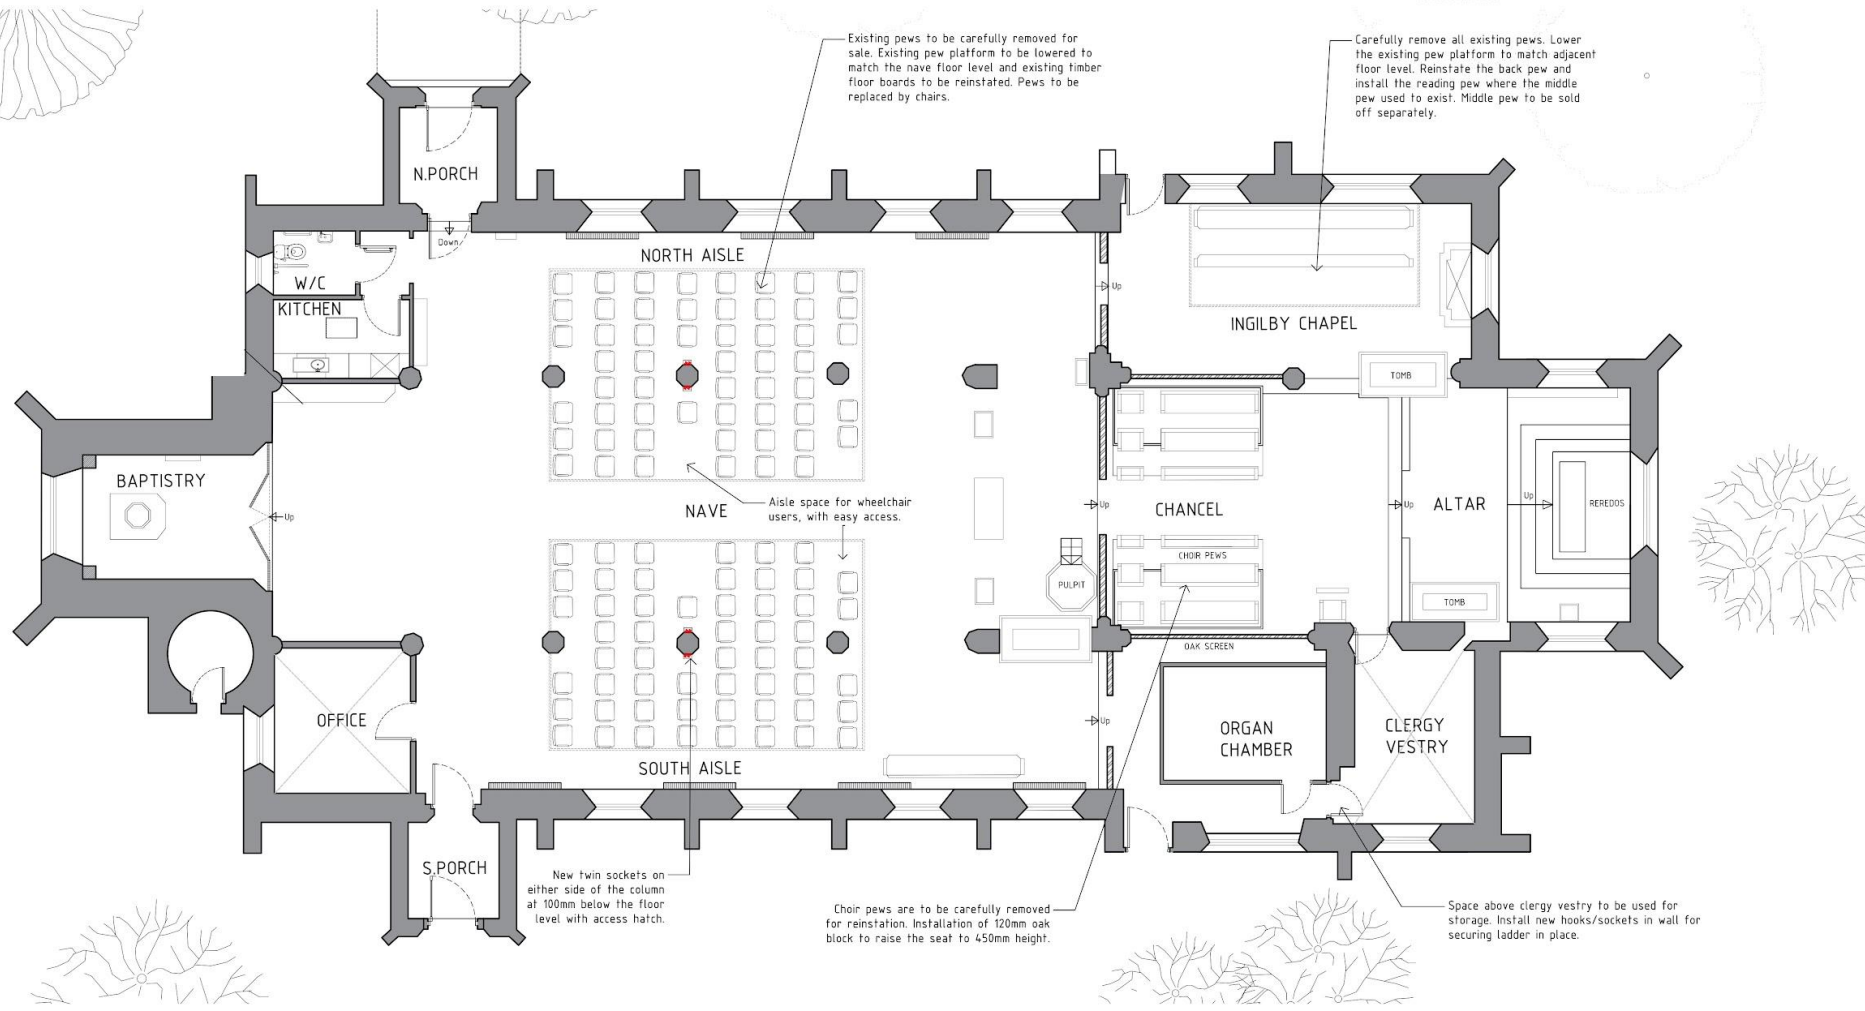 Existing pews to be carefully removed for
sale. Existing pew platform to be lowered to
match the nave floor level and existing timber
floor boards to be reinstated. Pews to be
replaced by chairs.
Carefully remove all existing pews. Lower
the existing pew platform to match adjacent
floor level. Reinstate the back pew and
install the reading pew where the middle
pew used to exist. Middle pew to be sold
off separately.
N.PORCH
Down
NORTH AISLE
W/C
KITCHEN
Up
INGILBY CHAPEL
TOMB
BAPTISTRY
Up
NAVE
Aisle space for wheelchair
users, with easy access.
Up
CHANCEL
Up
ALTAR
Up
REREDOS
CHOIR PEWS
PULPIT
TOMB
OAK SCREEN
OFFICE
Up
ORGAN
CHAMBER
CLERGY
VESTRY
SOUTH AISLE
S.PORCH
New twin sockets on
either side of the column
at 100mm below the floor
level with access hatch.
Choir pews are to be carefully removed
for reinstation. Installation of 120mm oak
block to raise the seat to 450mm height.
Space above clergy vestry to be used for
storage. Install new hooks/sockets in wall for
securing ladder in place.